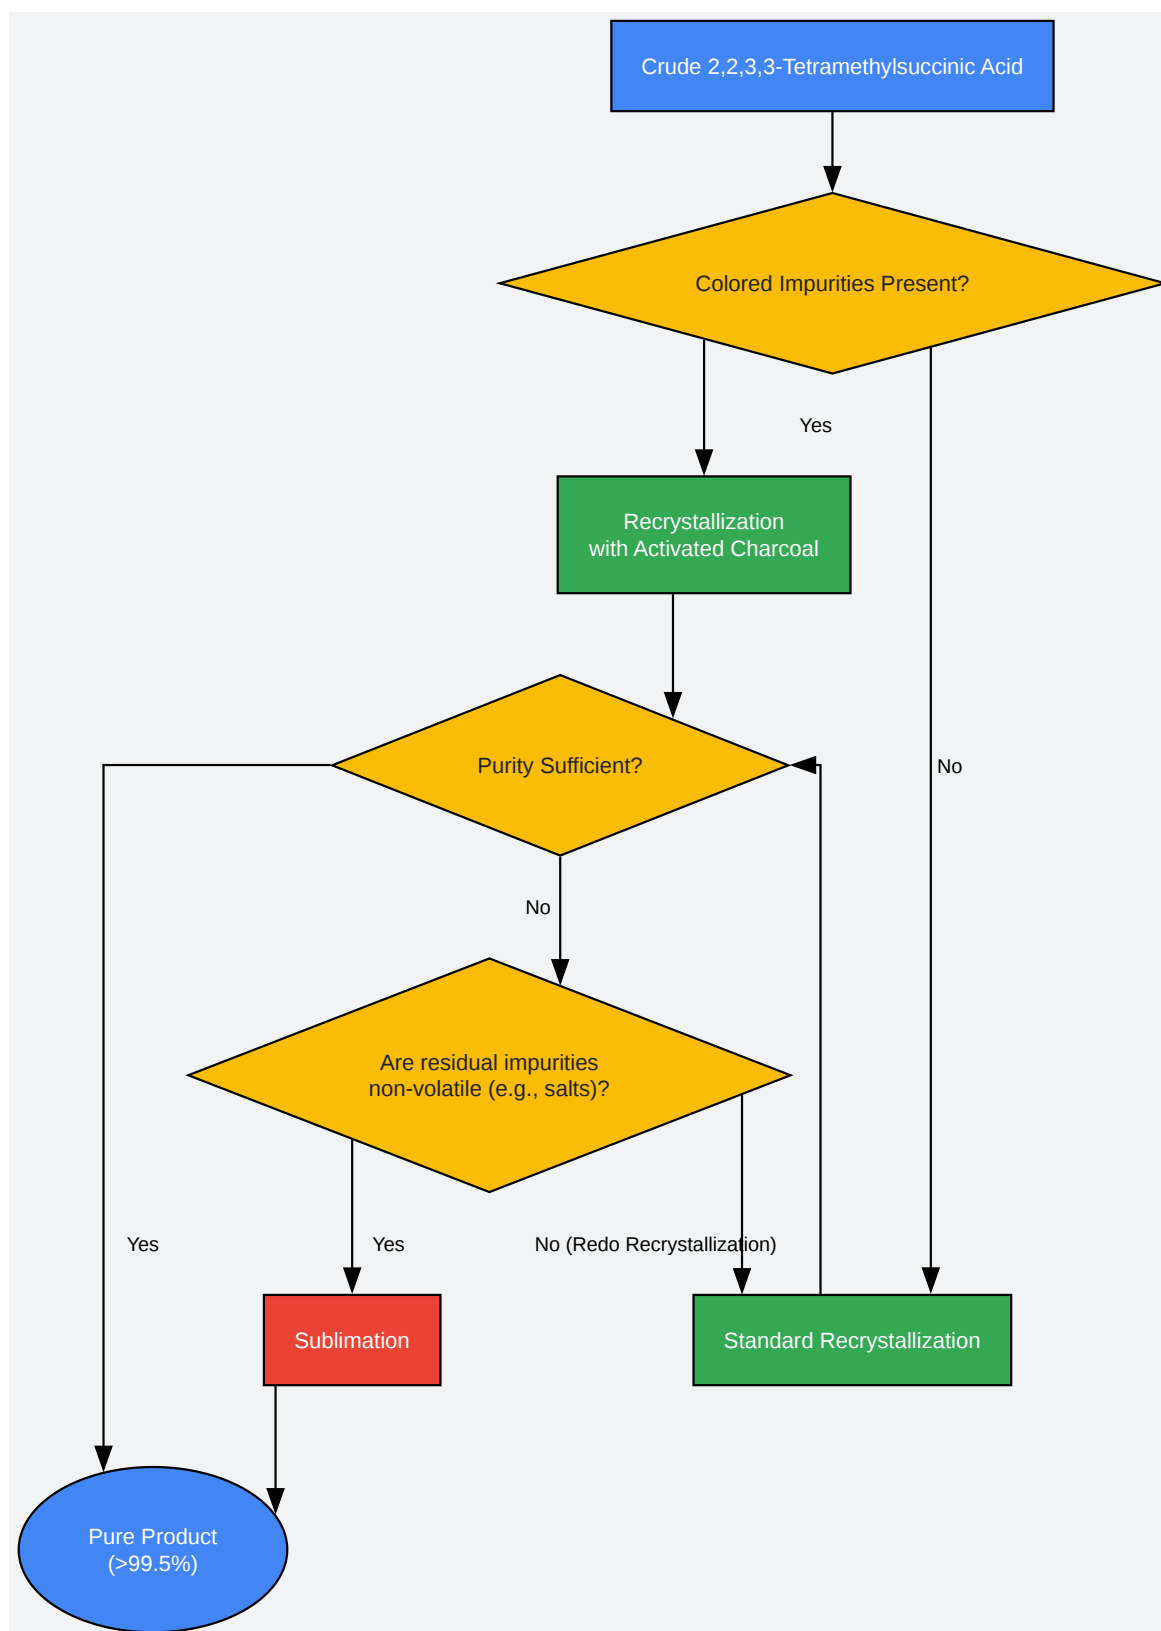 Crude 2,2,3,3-Tetramethylsuccinic Acid
Colored Impurities Present?
Yes
Recrystallization
with Activated Charcoal
Purity Sufficient?
No
No
Are residual impurities
non-volatile (e.g., salts)?
Yes
Yes
No (Redo Recrystallization)
Sublimation
Standard Recrystallization
Pure Product
(>99.5%)